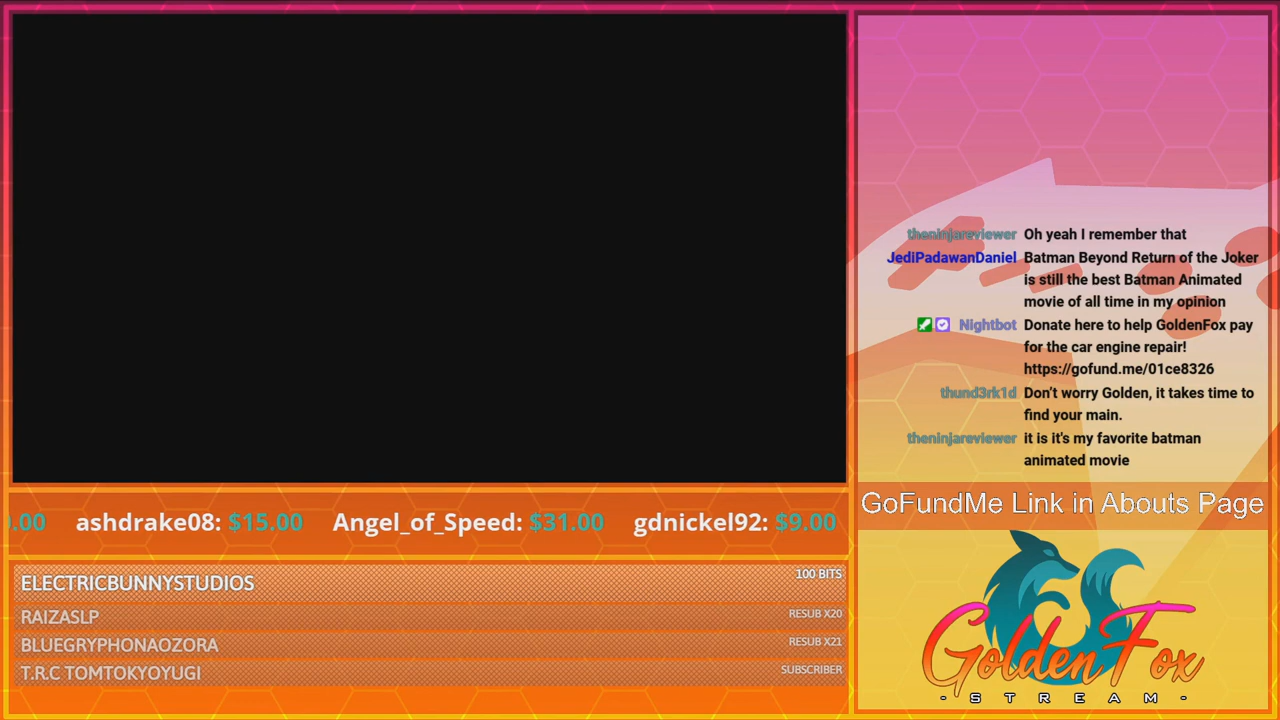 theninjareviewer Oh yeah I remember that
JediPadawanDaniel Batman Beyond Return of the Joker
is still the best Batman Animated
movie of all time in my opinion
Nightbot Donate here to help GoldenFox pay
for the car engine repair!
https://gofund.me/01ce8326
thund3rk1d Don't worry Golden, it takes time to
find your main.
theninjareviewer it is it's my favorite batman
animated movie
GoFundMe Link in Abouts Page
GoldenFox
- S T R E A M -
.00 ashdrake08: $15.00 Angel_of_Speed: $31.00 gdnickel92: $9.00
ELECTRICBUNNYSTUDIOS 100 BITS
RAIZASLP RESUB X20
BLUEGRYPHONAOZORA RESUB X21
T.R.C TOMTOKYOYUGI SUBSCRIBER